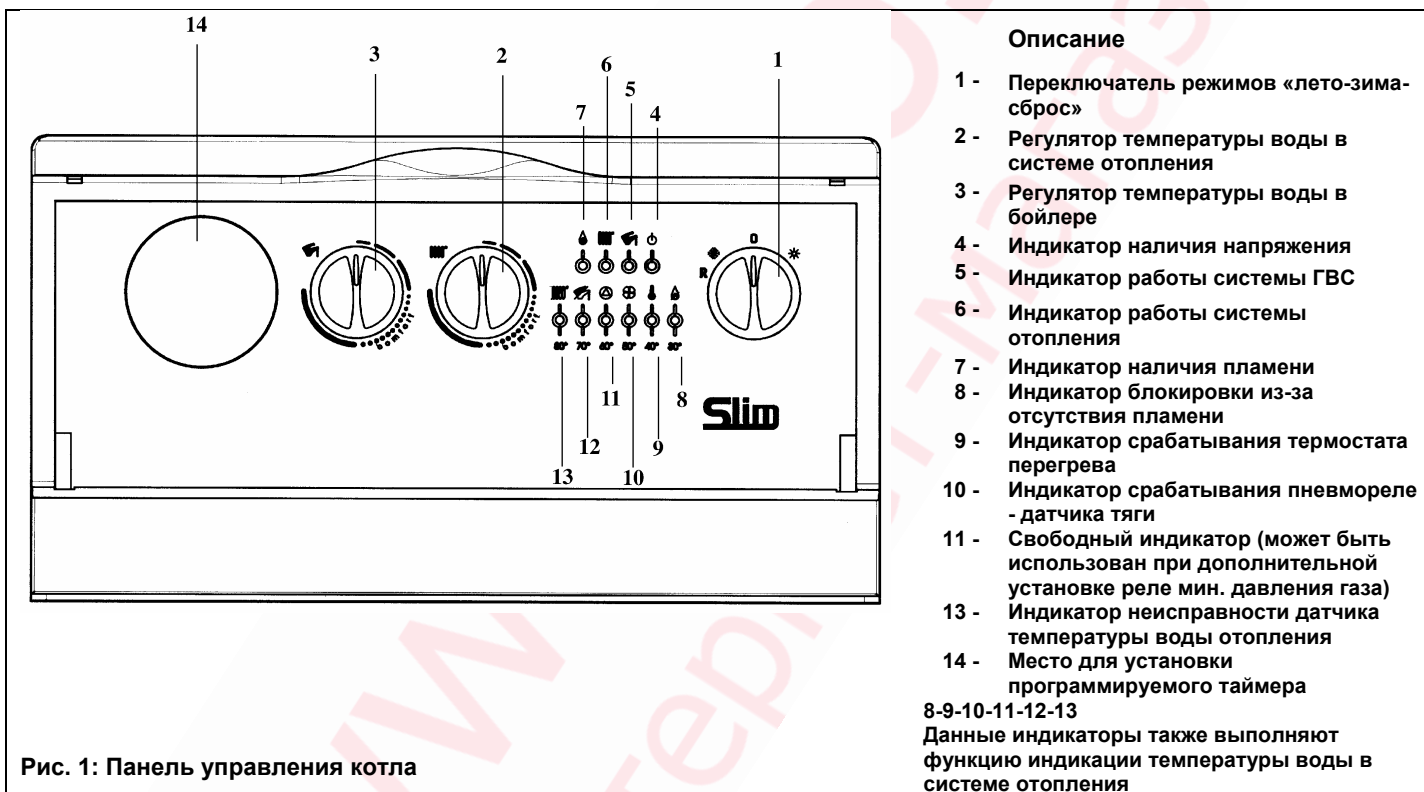 14
3
2
6
1
5
7
4
0
R
80° 70° 60° 50° 40° 30°
11
8
Slim
12
9
13
10
Рис. 1: Панель управления котла
Описание
1 - Переключатель режимов «лето-зима-
сброс»
2 - Регулятор температуры воды в
системе отопления
3 - Регулятор температуры воды в
бойлере
4 - Индикатор наличия напряжения
5 - Индикатор работы системы ГВС
6 - Индикатор работы системы
отопления
7 - Индикатор наличия пламени
8 - Индикатор блокировки из-за
отсутствия пламени
9 - Индикатор срабатывания термостата
перегрева
10 - Индикатор срабатывания пневмореле
- датчика тяги
11 - Свободный индикатор (может быть
использован при дополнительной
установке реле мин. давления газа)
13 - Индикатор неисправности датчика
температуры воды отопления
14 - Место для установки
программируемого таймера
8-9-10-11-12-13
Данные индикаторы также выполняют
функцию индикации температуры воды в
системе отопления